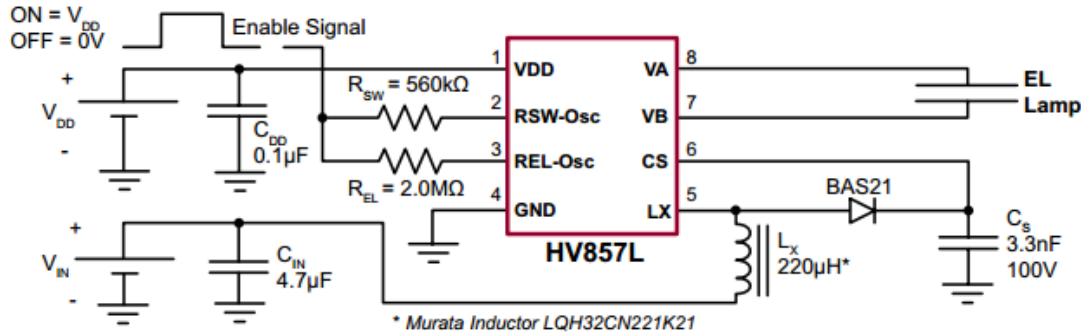 ON = VDD
OFF = 0V
Enable Signal
+
VDD
-
CDD
0.1µF
RSW = 560kΩ
REL = 2.0MΩ
1 VDD VA 8
2 RSW-Osc VB 7
3 REL-Osc CS 6
4 GND LX 5
HV857L
EL
Lamp
BAS21
CS
3.3nF
100V
LX
220µH*
+
VIN
-
CIN
4.7µF
* Murata Inductor LQH32CN221K21